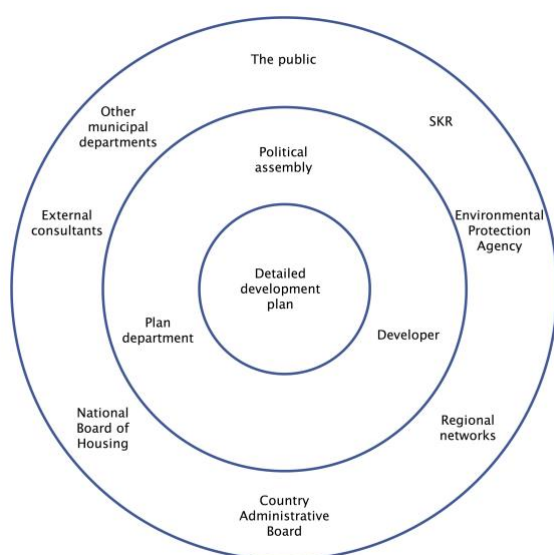 The public
Other
municipal
departments
SKR
Political
assembly
External
consultants
Environmental
Protection
Agency
Detailed
development
plan
Plan
department
Developer
National
Board of
Housing
Regional
networks
Country
Administrative
Board